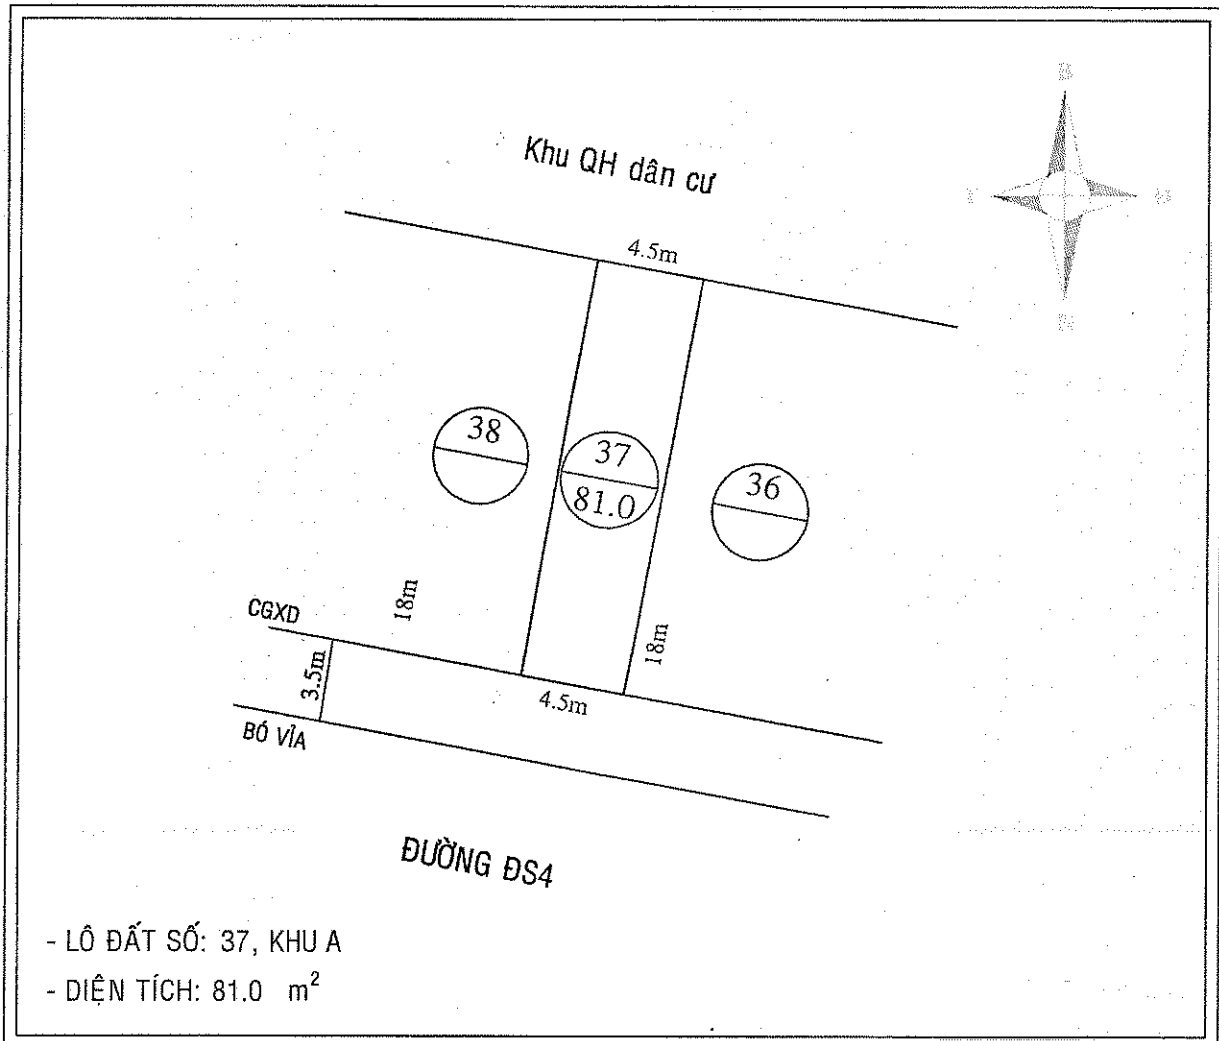 B
T
Đ
N
Khu QH dân cư
4.5m
38
37
81.0
36
18m
18m
CGXD
3.5m
4.5m
BÓ VỈA
ĐƯỜNG ĐS4
- LÔ ĐẤT SỐ: 37, KHU A
- DIỆN TÍCH: 81.0 m²